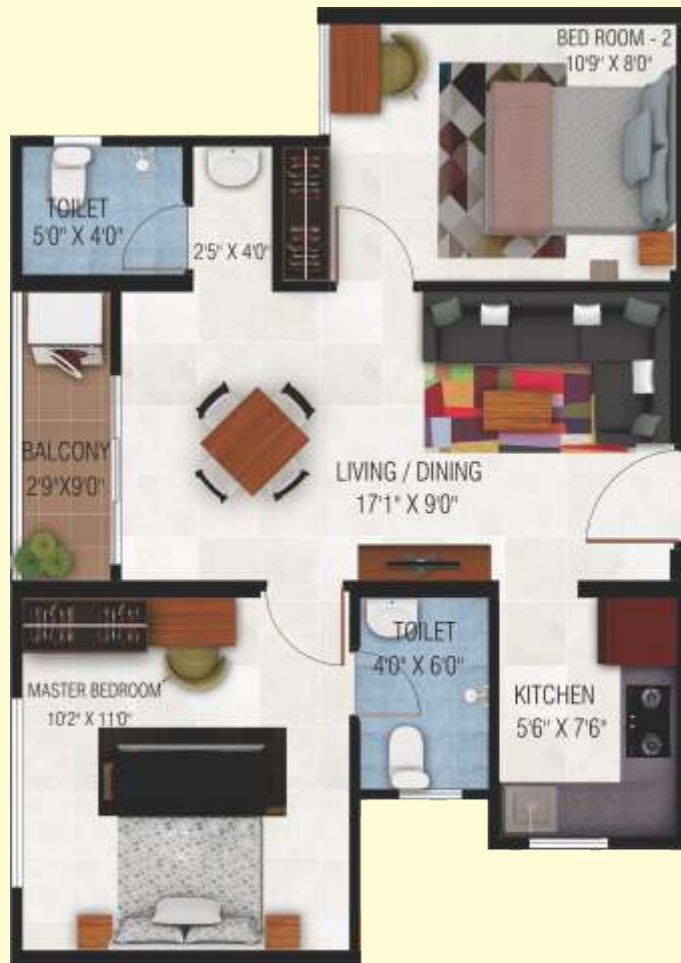 BED ROOM - 2
10'9" X 8'0"
TOILET
5'0" X 4'0"
2'5" X 4'0"
BALCONY
2'9"X9'0"
LIVING / DINING
17'1" X 9'0"
TOILET
4'0" X 6'0"
MASTER BEDROOM
10'2" X 11'0"
KITCHEN
5'6" X 7'6"